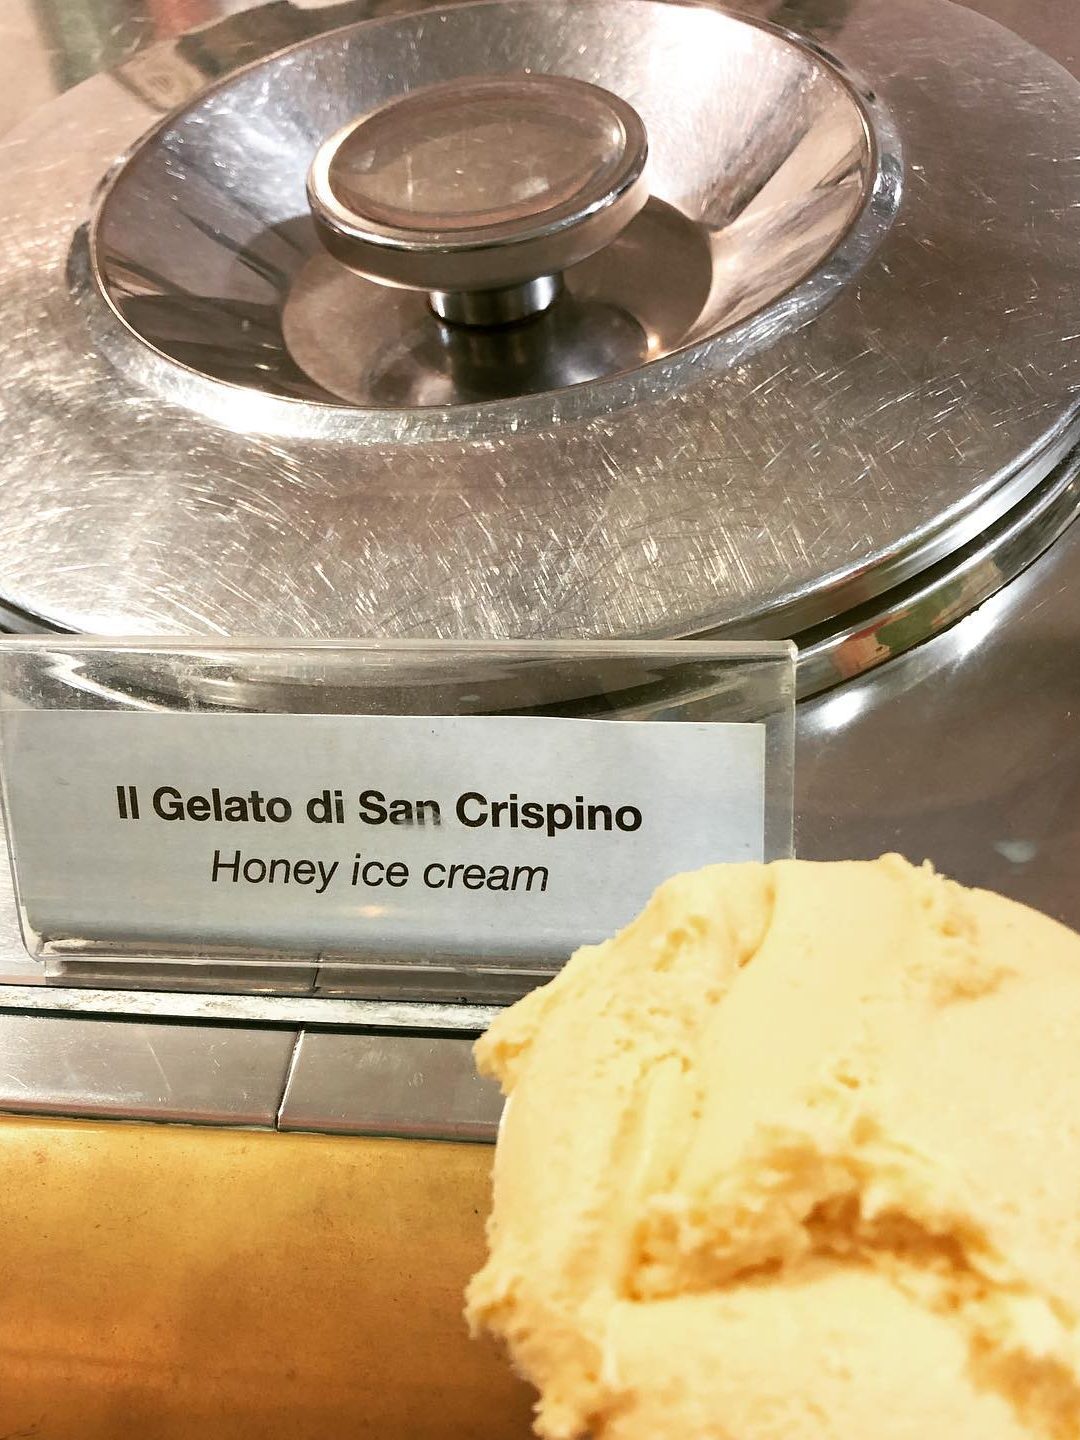 Il Gelato di San Crispino
Honey ice cream